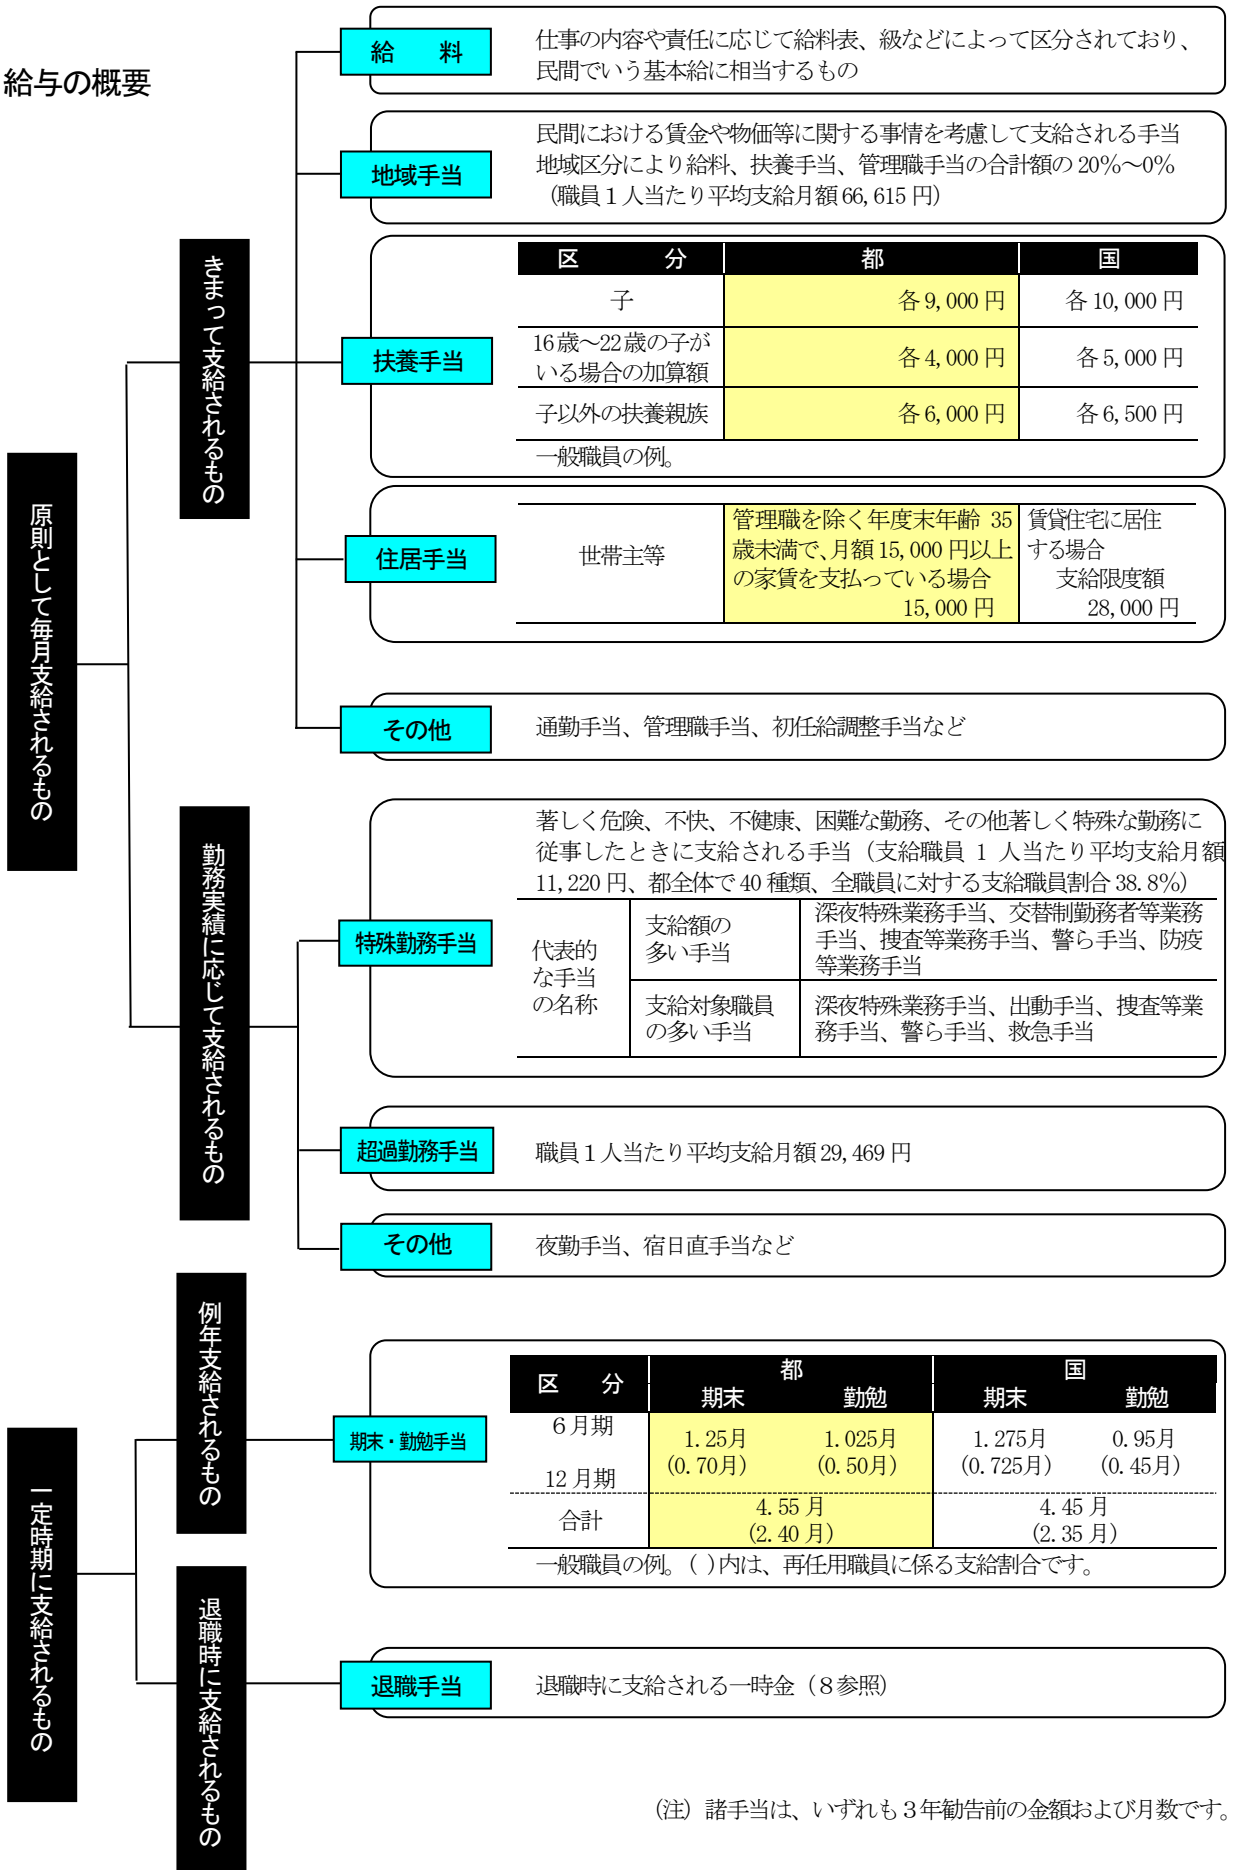 給与の概要
原則として毎月支給されるもの
きまって支給されるもの
給　　料
仕事の内容や責任に応じて給料表、級などによって区分されており、
民間でいう基本給に相当するもの
地域手当
民間における賃金や物価等に関する事情を考慮して支給される手当
地域区分により給料、扶養手当、管理職手当の合計額の20％～0％
（職員１人当たり平均支給月額66,615円）
扶養手当
区　　分　都　国
子　各9,000円　各10,000円
16歳～22歳の子が
いる場合の加算額　各4,000円　各5,000円
子以外の扶養親族　各6,000円　各6,500円
一般職員の例。
住居手当
世帯主等
管理職を除く年度末年齢 35
歳未満で、月額15,000円以上
の家賃を支払っている場合
15,000円
賃貸住宅に居住
する場合
支給限度額
28,000円
その他
通勤手当、管理職手当、初任給調整手当など
勤務実績に応じて支給されるもの
特殊勤務手当
著しく危険、不快、不健康、困難な勤務、その他著しく特殊な勤務に
従事したときに支給される手当（支給職員 1 人当たり平均支給月額
11,220円、都全体で40種類、全職員に対する支給職員割合38.8％）
代表的
な手当
の名称
支給額の
多い手当
深夜特殊業務手当、交替制勤務者等業務
手当、捜査等業務手当、警ら手当、防疫
等業務手当
支給対象職員
の多い手当
深夜特殊業務手当、出動手当、捜査等業
務手当、警ら手当、救急手当
超過勤務手当
職員１人当たり平均支給月額29,469円
その他
夜勤手当、宿日直手当など
一定時期に支給されるもの
例年支給されるもの
期末・勤勉手当
区　分　都　国
期末　勤勉　期末　勤勉
６月期
1.25月　1.025月　1.275月　0.95月
(0.70月)　(0.50月)　(0.725月)　(0.45月)
12月期
合計
4.55月　4.45月
(2.40月)　(2.35月)
一般職員の例。( )内は、再任用職員に係る支給割合です。
退職時に支給されるもの
退職手当
退職時に支給される一時金（８参照）
（注）諸手当は、いずれも３年勧告前の金額および月数です。